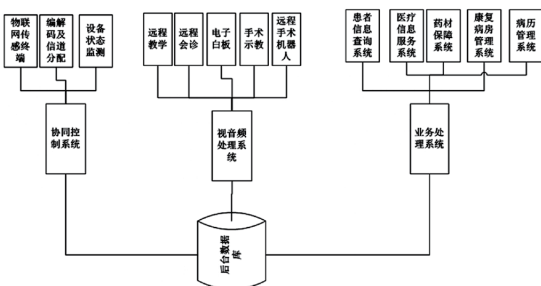 物联
网传
感终
端
编解
码及
信道
分配
设备
状态
监测
远程
教学
远程
会诊
电子
白板
手术
示教
远程
手术
机器
人
患者
信息
查询
系统
医疗
信息
服务
系统
药材
保障
系统
康复
病房
管理
系统
病历
管理
系统
协同控
制系统
视音频
处理系
统
业务处
理系统
后台数据
库